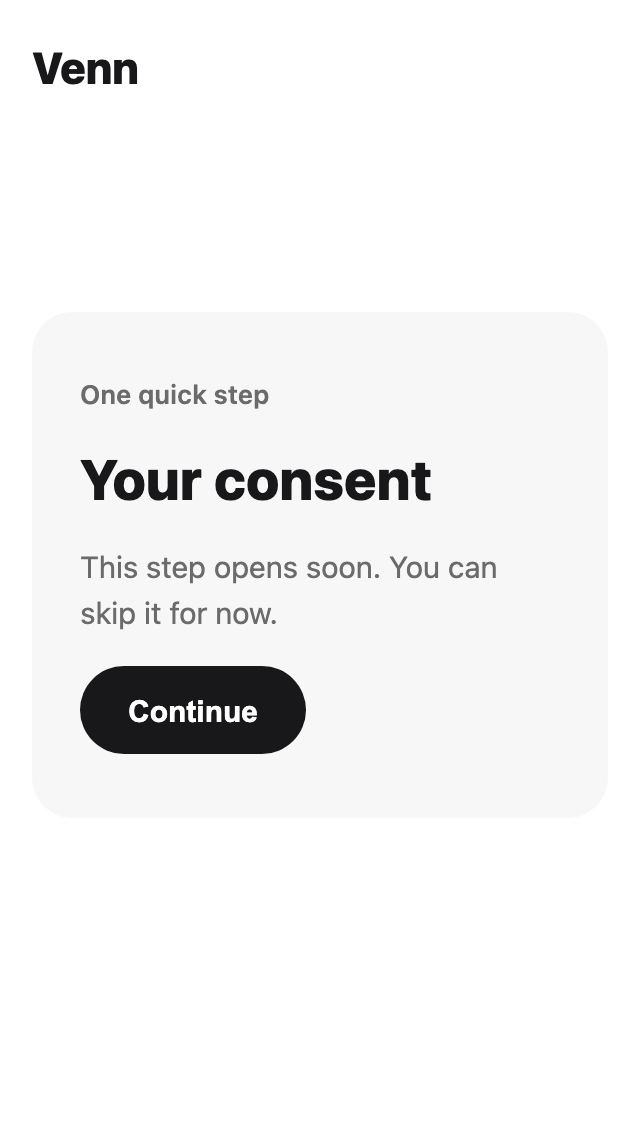 Venn
One quick step
Your consent
This step opens soon. You can
skip it for now.
Continue